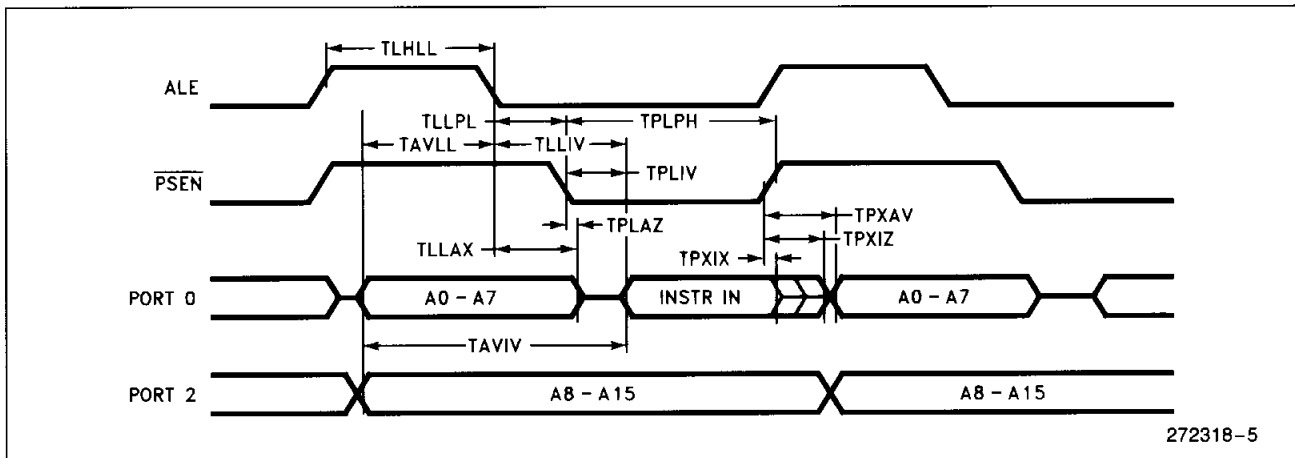 TLHLL
ALE
TLLPL
TPLPH
TAVLL
TLLIV
PSEN
TPLIV
TPLAZ
TPXAV
TLLAX
TPXIZ
TPXIX
PORT 0
A0 - A7
INSTR IN
A0 - A7
TAVIV
PORT 2
A8 - A15
A8 - A15
272318-5